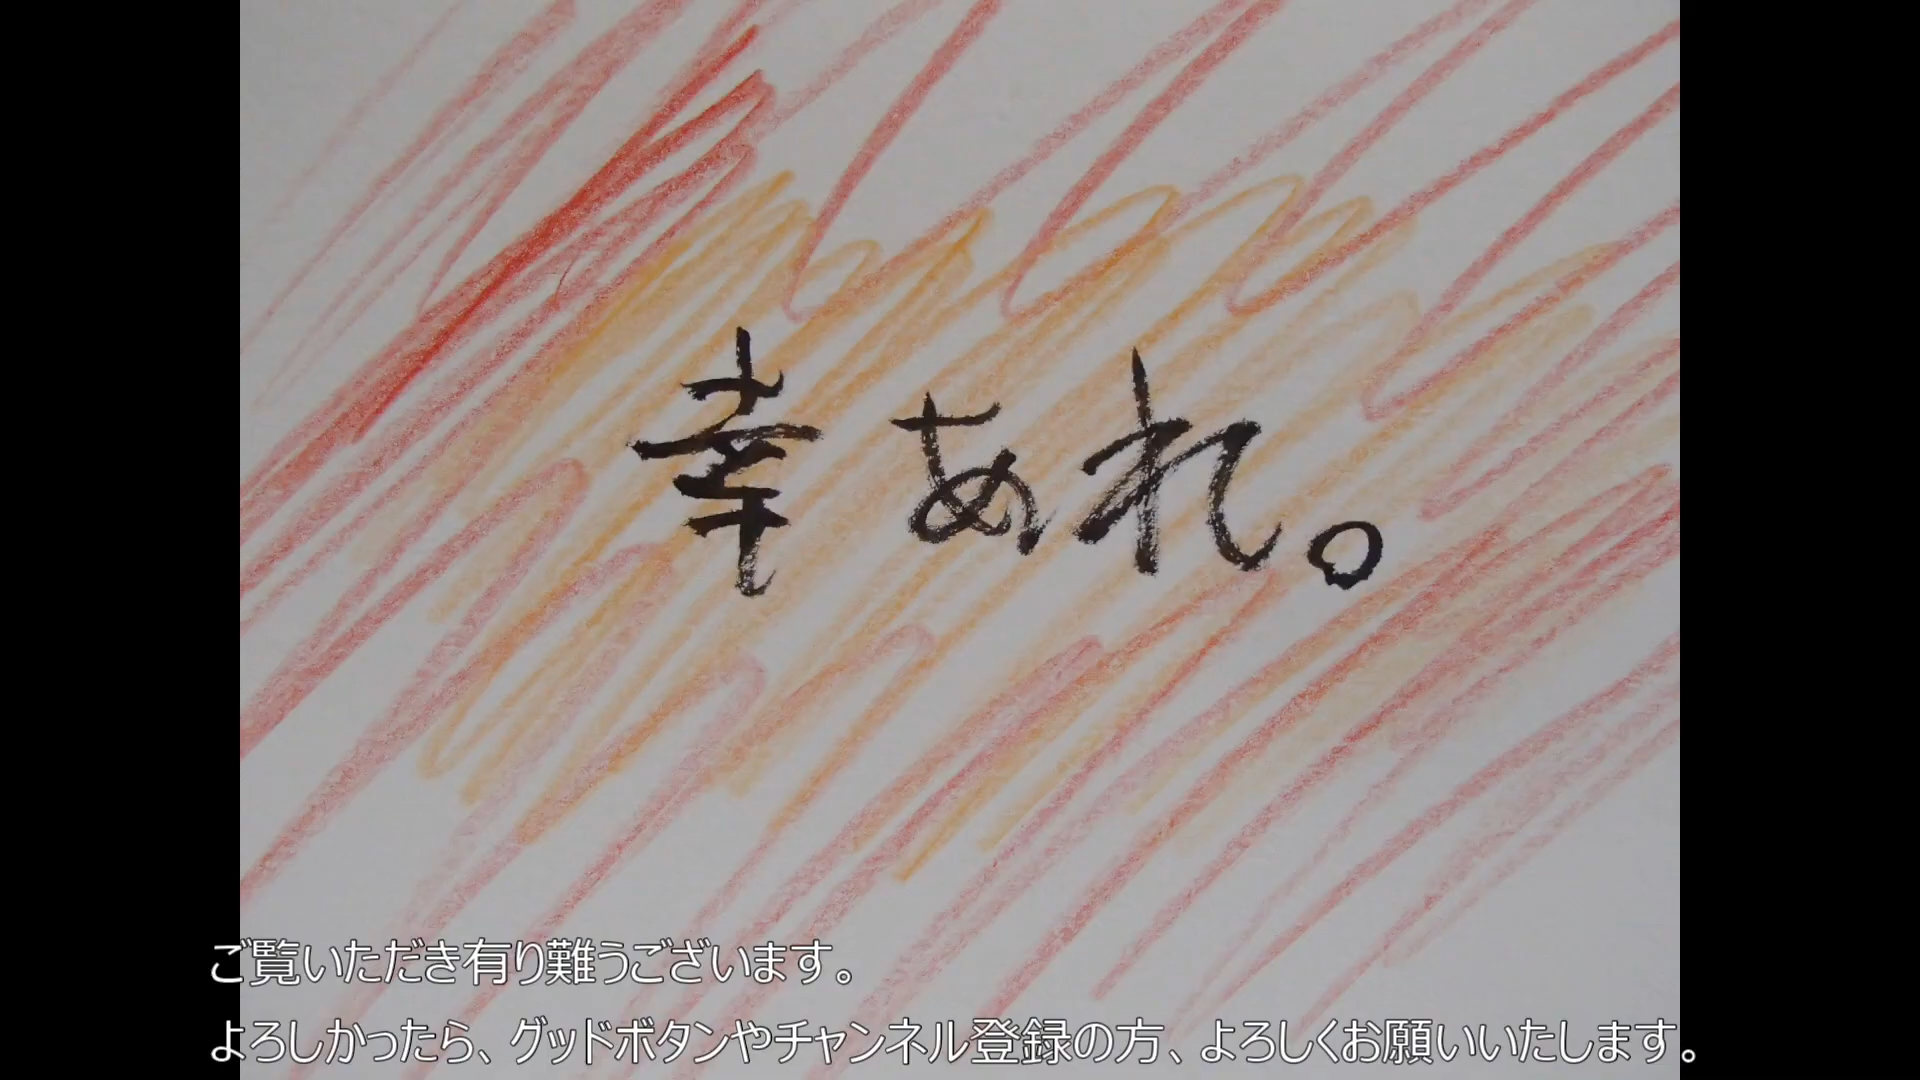 幸あれ。
ご覧いただき有り難うございます。
よろしかったら、グッドボタンやチャンネル登録の方、よろしくお願いいたします。